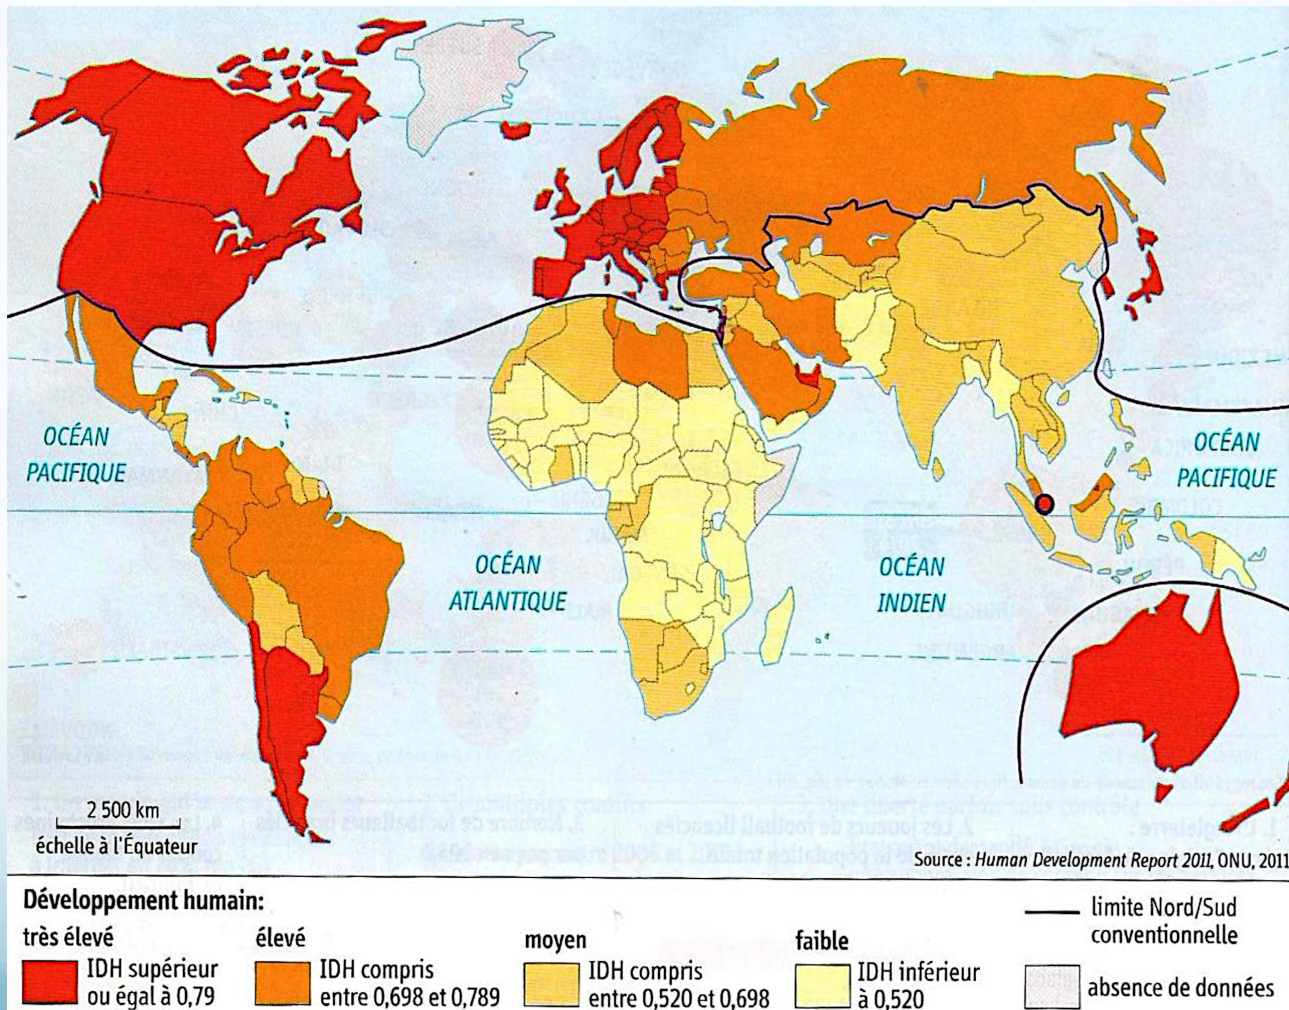 OCÉAN
PACIFIQUE
OCÉAN
ATLANTIQUE
OCÉAN
INDIEN
OCÉAN
PACIFIQUE
2 500 km
échelle à l'Équateur
Source : Human Development Report 2011, ONU, 2011
Développement humain:
très élevé
IDH supérieur
ou égal à 0,79
élevé
IDH compris
entre 0,698 et 0,789
moyen
IDH compris
entre 0,520 et 0,698
faible
IDH inférieur
à 0,520
limite Nord/Sud
conventionnelle
absence de données